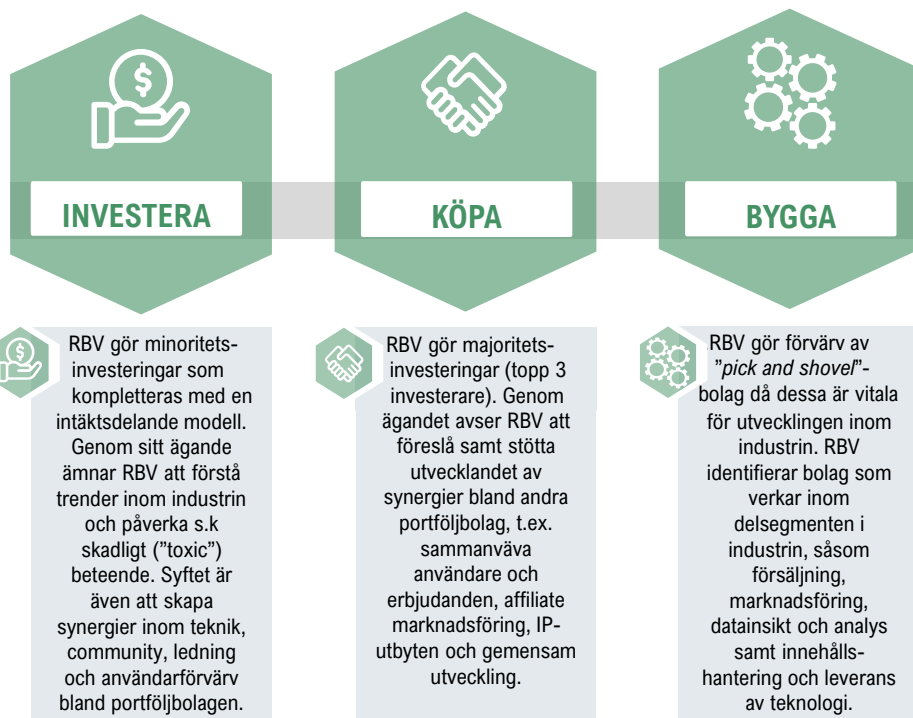 INVESTERA
KÖPA
BYGGA
RBV gör minoritets-
investeringar som
kompletteras med en
intäktsdelande modell.
Genom sitt ägande
ämnar RBV att förstå
trender inom industrin
och påverka s.k
skadligt (”toxic”)
beteende. Syftet är
även att skapa
synergier inom teknik,
community, ledning
och användarförvärv
bland portföljbolagen.
RBV gör majoritets-
investeringar (topp 3
investerare). Genom
ägandet avser RBV att
föreslå samt stötta
utvecklandet av
synergier bland andra
portföljbolag, t.ex.
sammanväva
användare och
erbjudanden, affiliate
marknadsföring, IP-
utbyten och gemensam
utveckling.
RBV gör förvärv av
”pick and shovel”-
bolag då dessa är vitala
för utvecklingen inom
industrin. RBV
identifierar bolag som
verkar inom
delsegmenten i
industrin, såsom
försäljning,
marknadsföring,
datainsikt och analys
samt innehålls-
hantering och leverans
av teknologi.